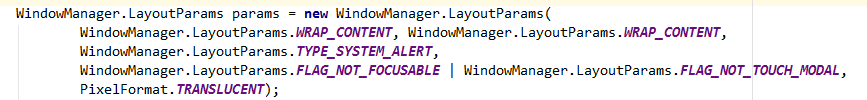 WindowManager.LayoutParams params = new WindowManager.LayoutParams(
WindowManager.LayoutParams.WRAP_CONTENT, WindowManager.LayoutParams.WRAP_CONTENT,
WindowManager.LayoutParams.TYPE_SYSTEM_ALERT,
WindowManager.LayoutParams.FLAG_NOT_FOCUSABLE | WindowManager.LayoutParams.FLAG_NOT_TOUCH_MODAL,
PixelFormat.TRANSLUCENT);